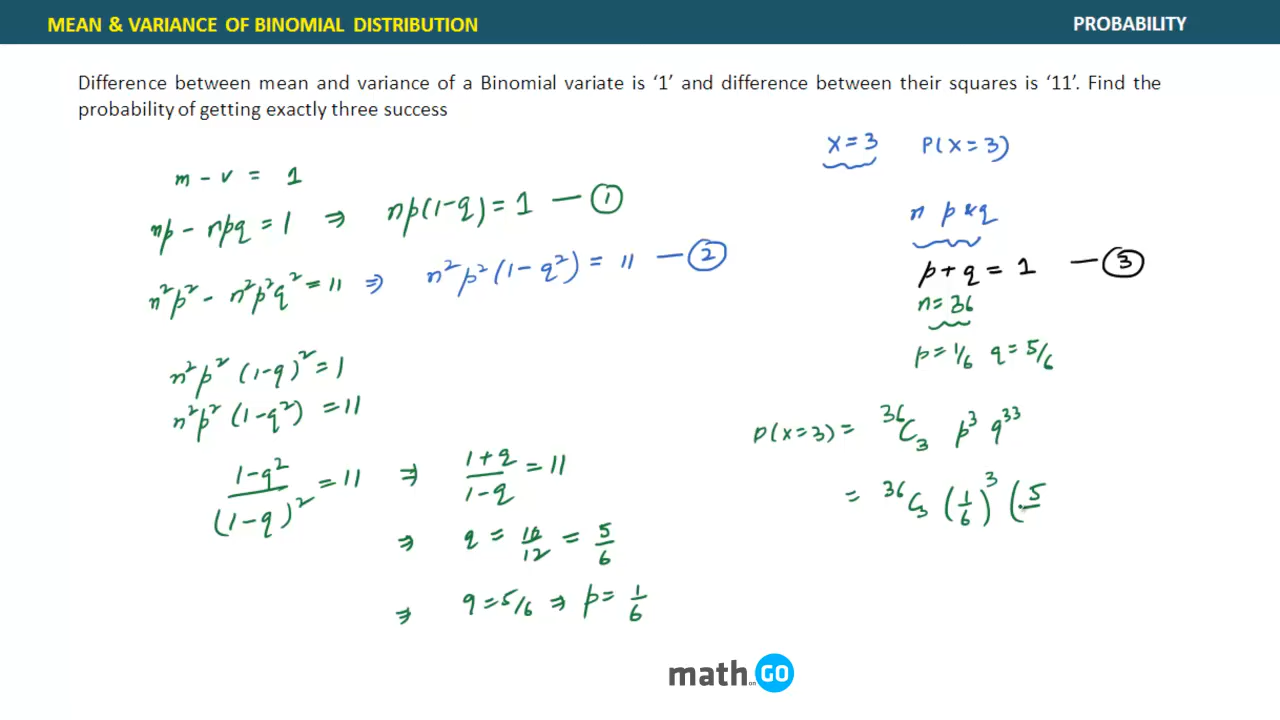 MEAN & VARIANCE OF BINOMIAL DISTRIBUTION
PROBABILITY
Difference between mean and variance of a Binomial variate is ‘1’ and difference between their squares is ‘11’. Find the
probability of getting exactly three success
m - v = 1
np - npq = 1 ⇒ np(1-q) = 1 — ①
n²p² - n²p²q² = 11 ⇒ n²p²(1-q²) = 11 — ②
n²p² (1-q)² = 1
n²p² (1-q²) = 11
1-q² / (1-q)² = 11 ⇒ 1+q / 1-q = 11
⇒ q = 10/12 = 5/6
⇒ q = 5/6 ⇒ p = 1/6
x = 3 P(X = 3)
n p & q
p + q = 1 — ③
n = 36
p = 1/6 q = 5/6
P(X=3) = ³⁶C₃ p³ q³³
= ³⁶C₃ (1/6)³ (5
math on GO